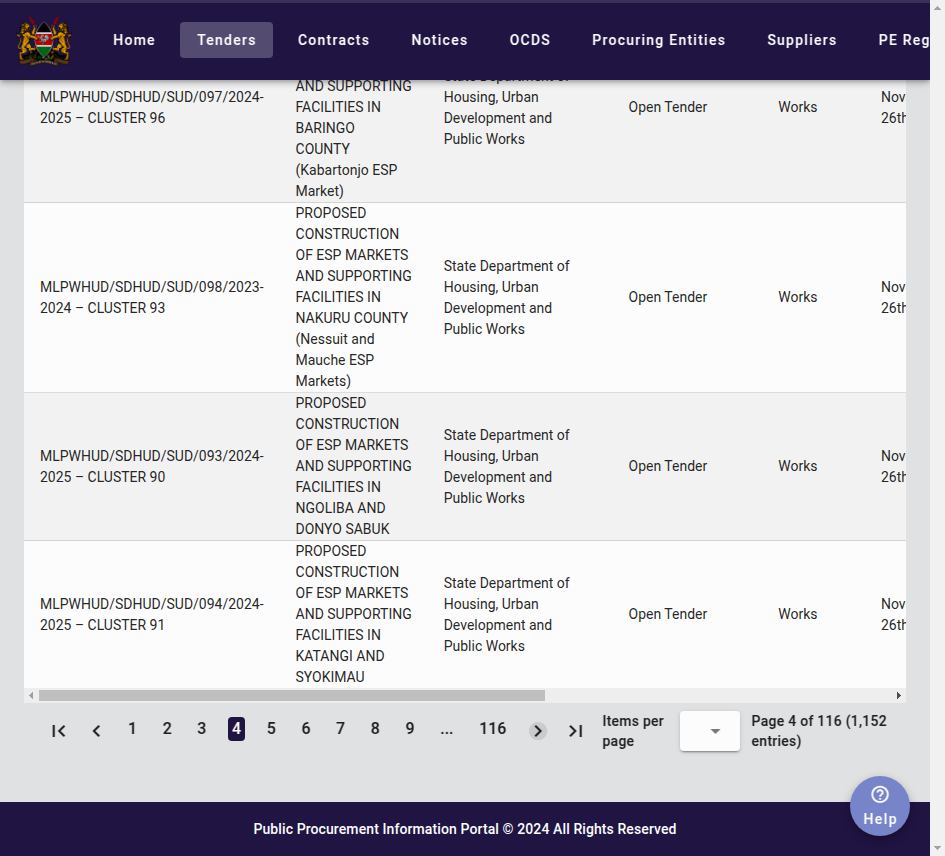 Home Tenders Contracts Notices OCDS Procuring Entities Suppliers PE Reg
MLPWHUD/SDHUD/SUD/097/2024-
2025 – CLUSTER 96
AND SUPPORTING
FACILITIES IN
BARINGO
COUNTY
(Kabartonjo ESP
Market)
State Department of
Housing, Urban
Development and
Public Works
Open Tender
Works
Nov
26th
MLPWHUD/SDHUD/SUD/098/2023-
2024 – CLUSTER 93
PROPOSED
CONSTRUCTION
OF ESP MARKETS
AND SUPPORTING
FACILITIES IN
NAKURU COUNTY
(Nessuit and
Mauche ESP
Markets)
State Department of
Housing, Urban
Development and
Public Works
Open Tender
Works
Nov
26th
MLPWHUD/SDHUD/SUD/093/2024-
2025 – CLUSTER 90
PROPOSED
CONSTRUCTION
OF ESP MARKETS
AND SUPPORTING
FACILITIES IN
NGOLIBA AND
DONYO SABUK
State Department of
Housing, Urban
Development and
Public Works
Open Tender
Works
Nov
26th
MLPWHUD/SDHUD/SUD/094/2024-
2025 – CLUSTER 91
PROPOSED
CONSTRUCTION
OF ESP MARKETS
AND SUPPORTING
FACILITIES IN
KATANGI AND
SYOKIMAU
State Department of
Housing, Urban
Development and
Public Works
Open Tender
Works
Nov
26th
1 2 3 4 5 6 7 8 9 ... 116
Items per
page
Page 4 of 116 (1,152
entries)
Help
Public Procurement Information Portal © 2024 All Rights Reserved